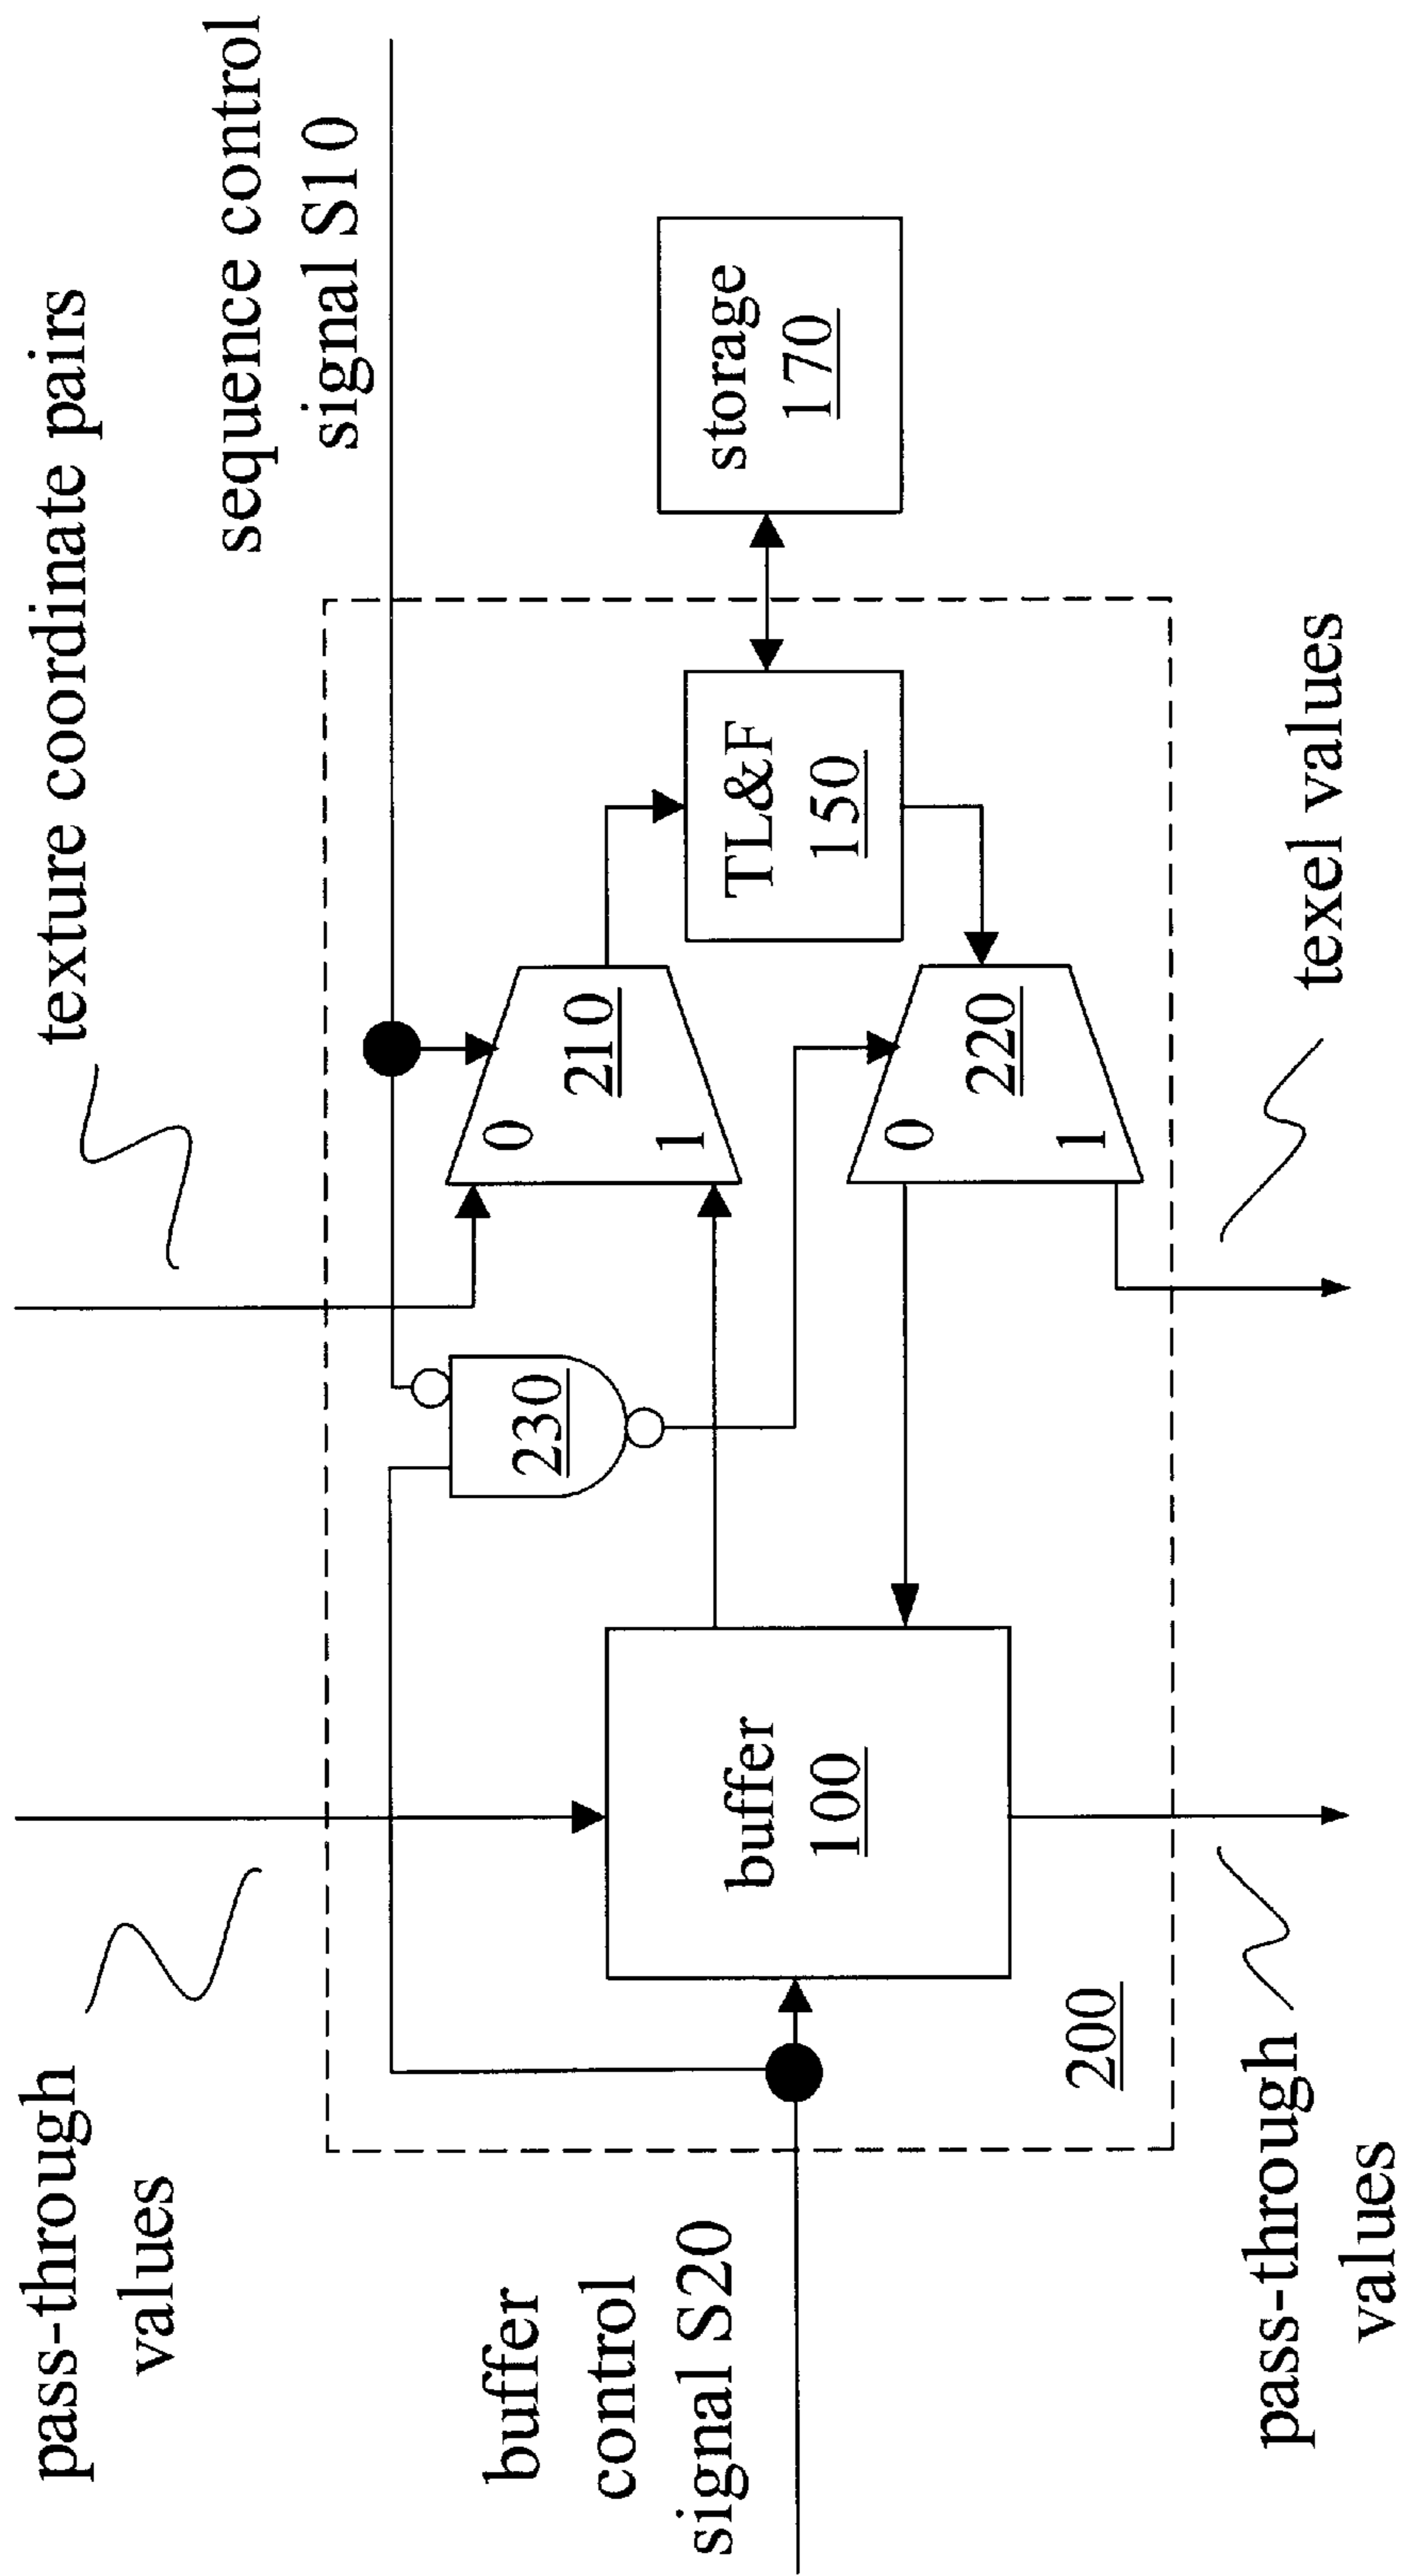 pass-through
values
texture coordinate pairs
sequence control
signal S10
buffer
control
signal S20
230
0
210
1
buffer
100
TL&F
150
storage
170
0
220
1
200
pass-through
values
texel values